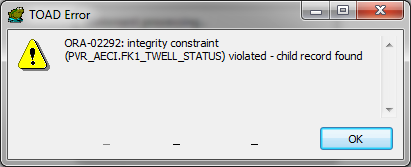 TOAD Error
ORA-02292: integrity constraint
(PVR_AECI.FK1_TWELL_STATUS) violated - child record found
OK